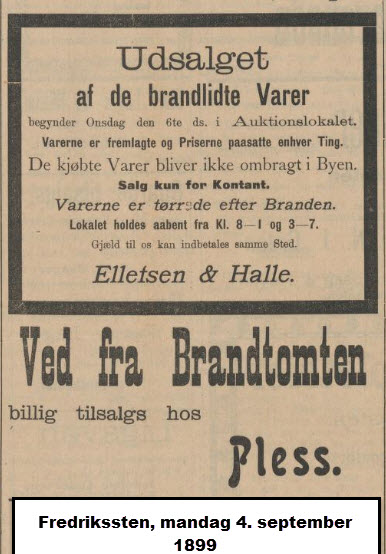 Udsalget
af de brandlidte Varer
begynder Onsdag den 6te ds. i Auktionslokalet.
Varerne er fremlagte og Priserne paasatte enhver Ting.
De kjøbte Varer bliver ikke ombragt i Byen.
Salg kun for Kontant.
Varerne er tørrede efter Branden.
Lokalet holdes aabent fra Kl. 8—1 og 3—7.
Gjæld til os kan indbetales samme Sted.
Elletsen & Halle.
Ved fra Brandtomten
billig tilsalgs hos
Pless.
Fredrikssten, mandag 4. september
1899